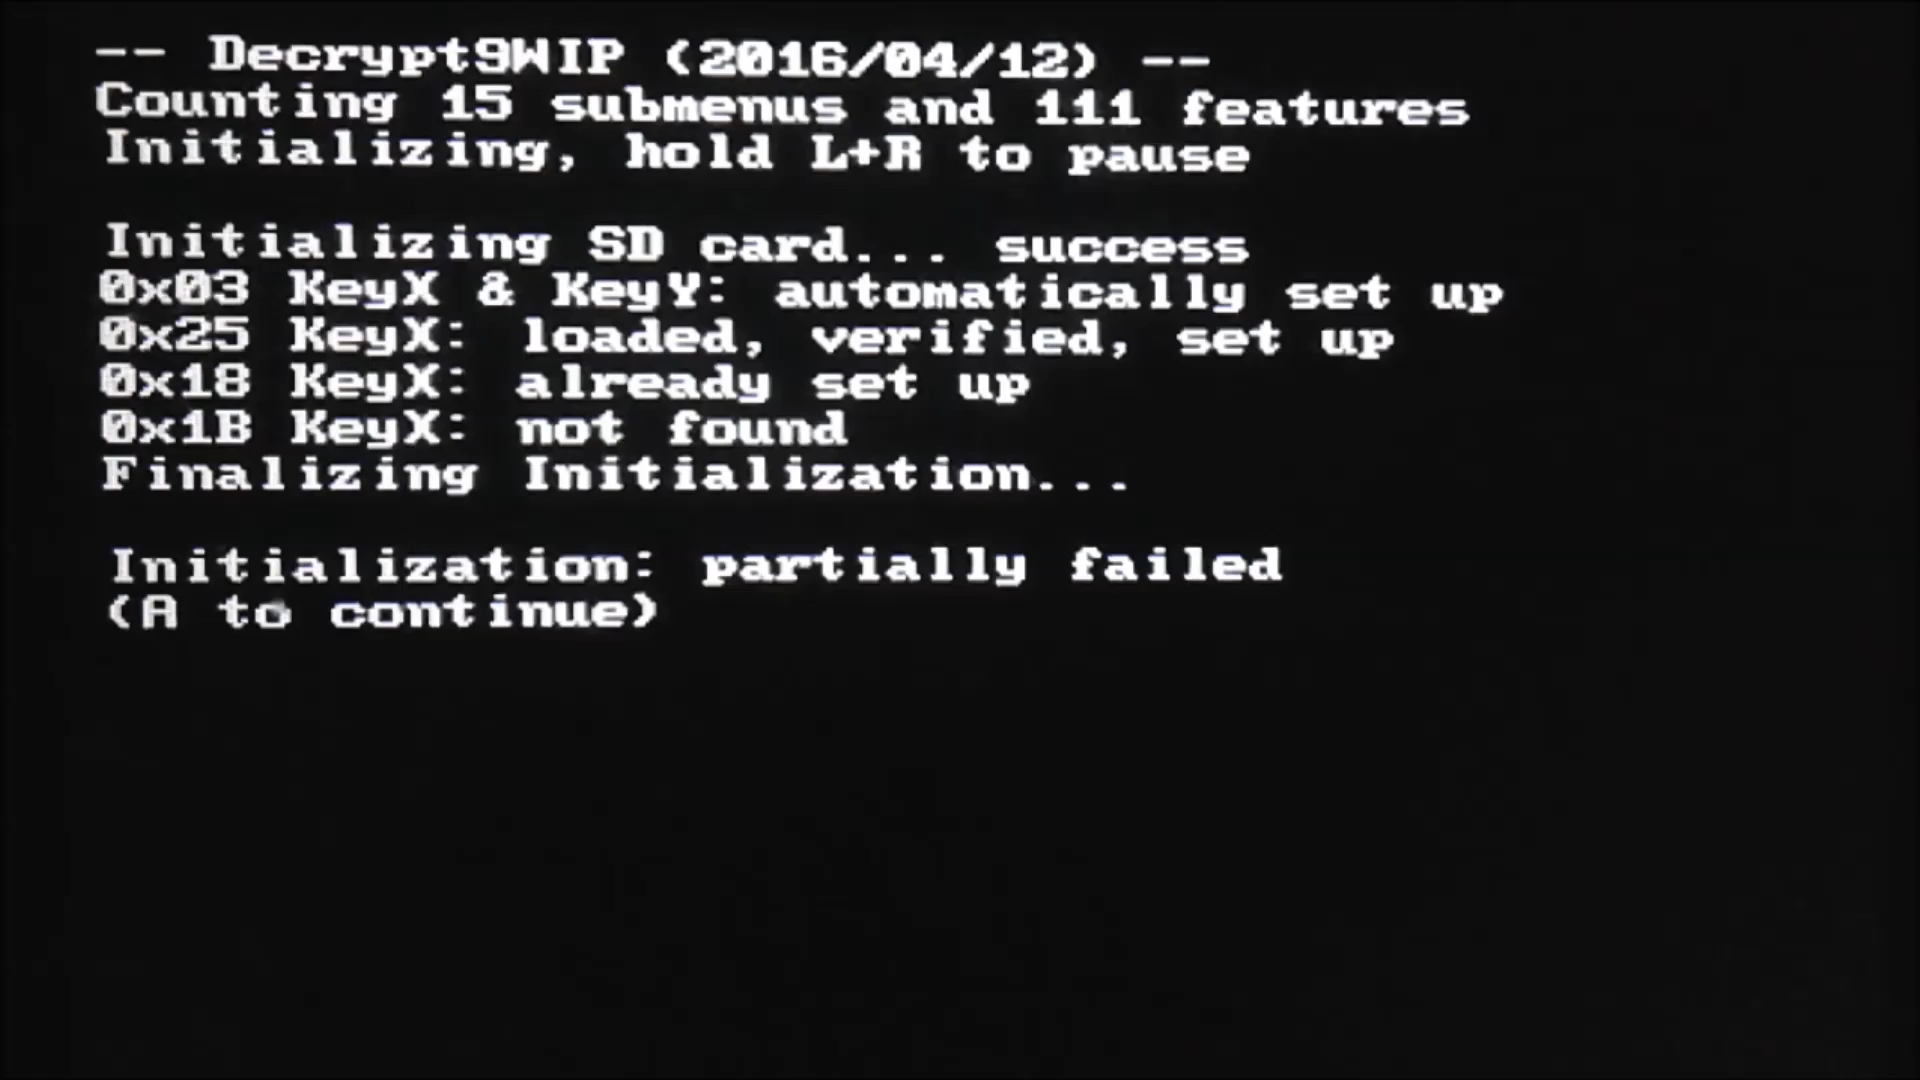 -- Decrypt9WIP (2016/04/12) --
Counting 15 submenus and 111 features
Initializing, hold L+R to pause
Initializing SD card... success
0x03 KeyX & KeyY: automatically set up
0x25 KeyX: loaded, verified, set up
0x18 KeyX: already set up
0x1B KeyX: not found
Finalizing Initialization...
Initialization: partially failed
(A to continue)